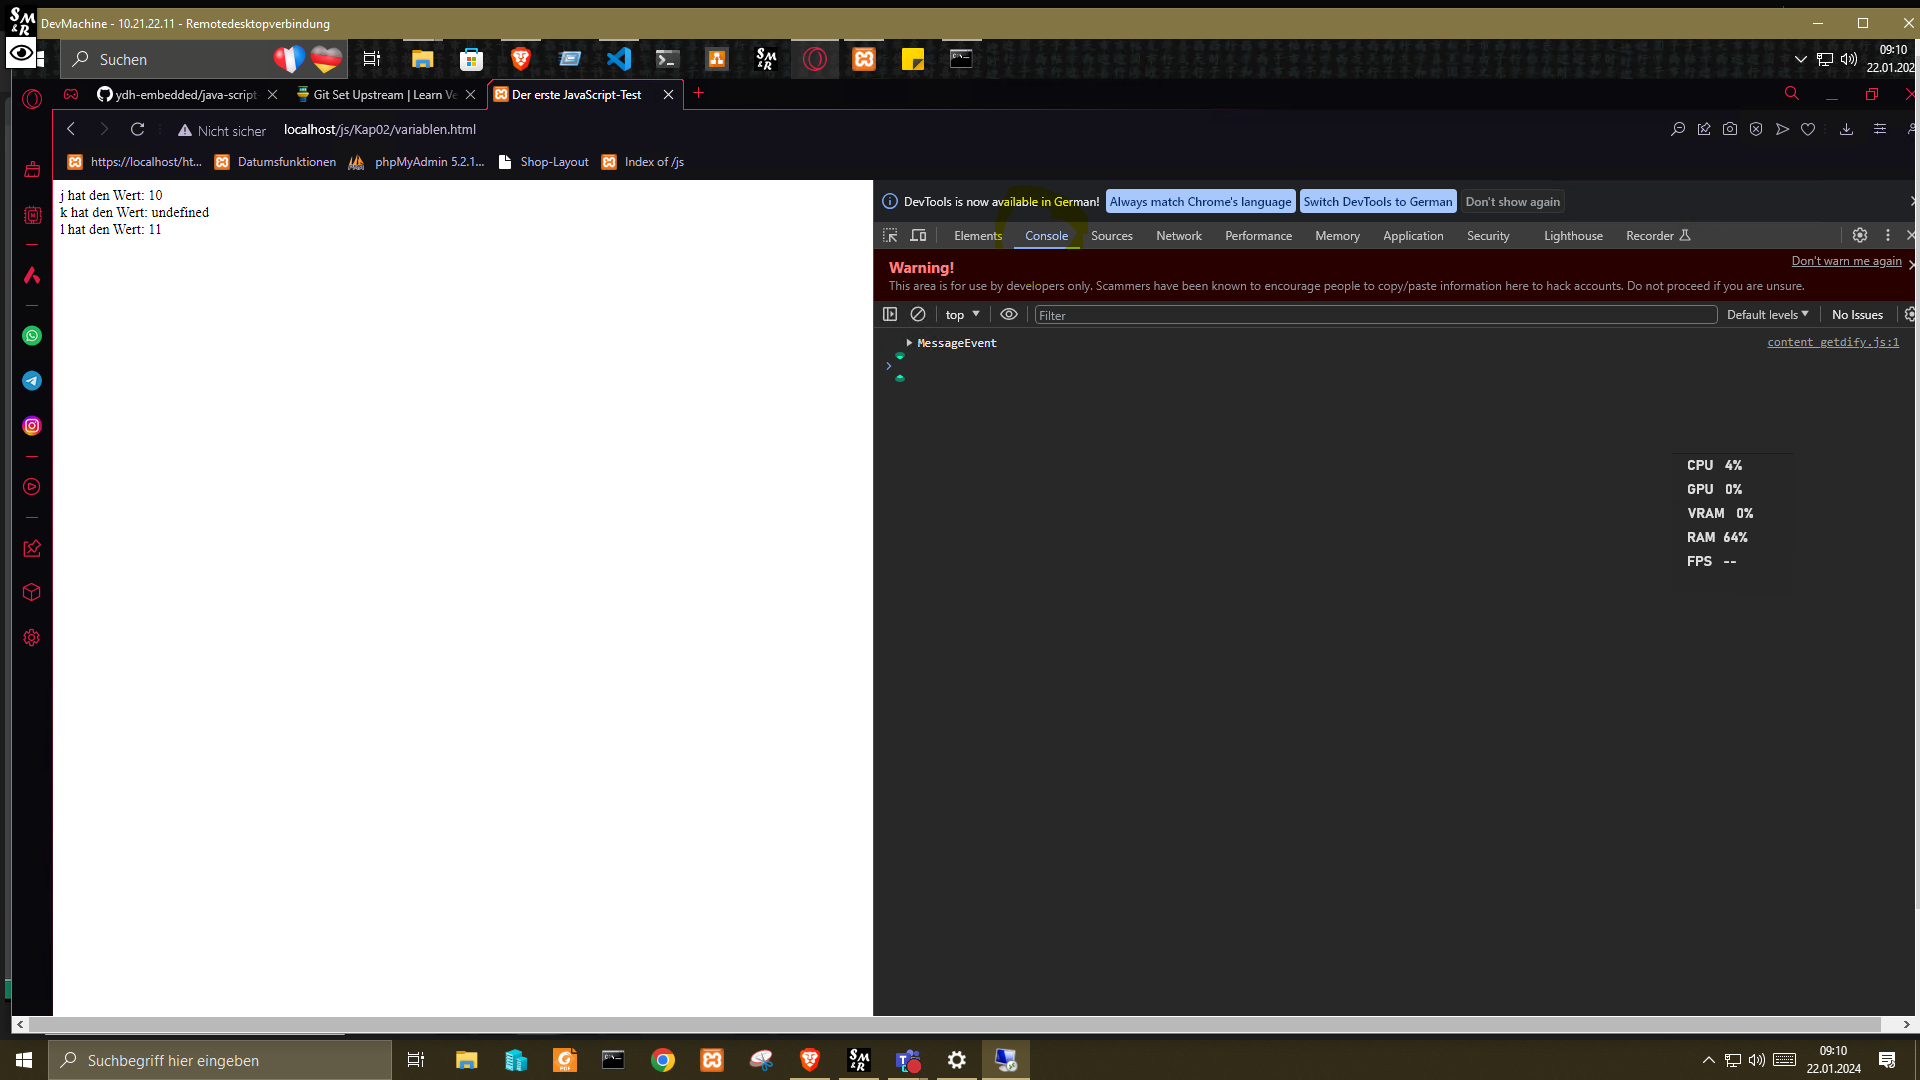 DevMachine - 10.21.22.11 - Remotedesktopverbindung
Suchen
09:10
22.01.202
ydh-embedded/java-script
Git Set Upstream | Learn Ve
Der erste JavaScript-Test
Nicht sicher
localhost/js/Kap02/variablen.html
https://localhost/ht...
Datumsfunktionen
phpMyAdmin 5.2.1...
Shop-Layout
Index of /js
j hat den Wert: 10
k hat den Wert: undefined
l hat den Wert: 11
DevTools is now available in German!
Always match Chrome's language
Switch DevTools to German
Don't show again
Elements
Console
Sources
Network
Performance
Memory
Application
Security
Lighthouse
Recorder
Warning!
Don't warn me again
This area is for use by developers only. Scammers have been known to encourage people to copy/paste information here to hack accounts. Do not proceed if you are unsure.
top
Filter
Default levels
No Issues
MessageEvent
content_getdify.js:1
CPU 4%
GPU 0%
VRAM 0%
RAM 64%
FPS --
Suchbegriff hier eingeben
09:10
22.01.2024